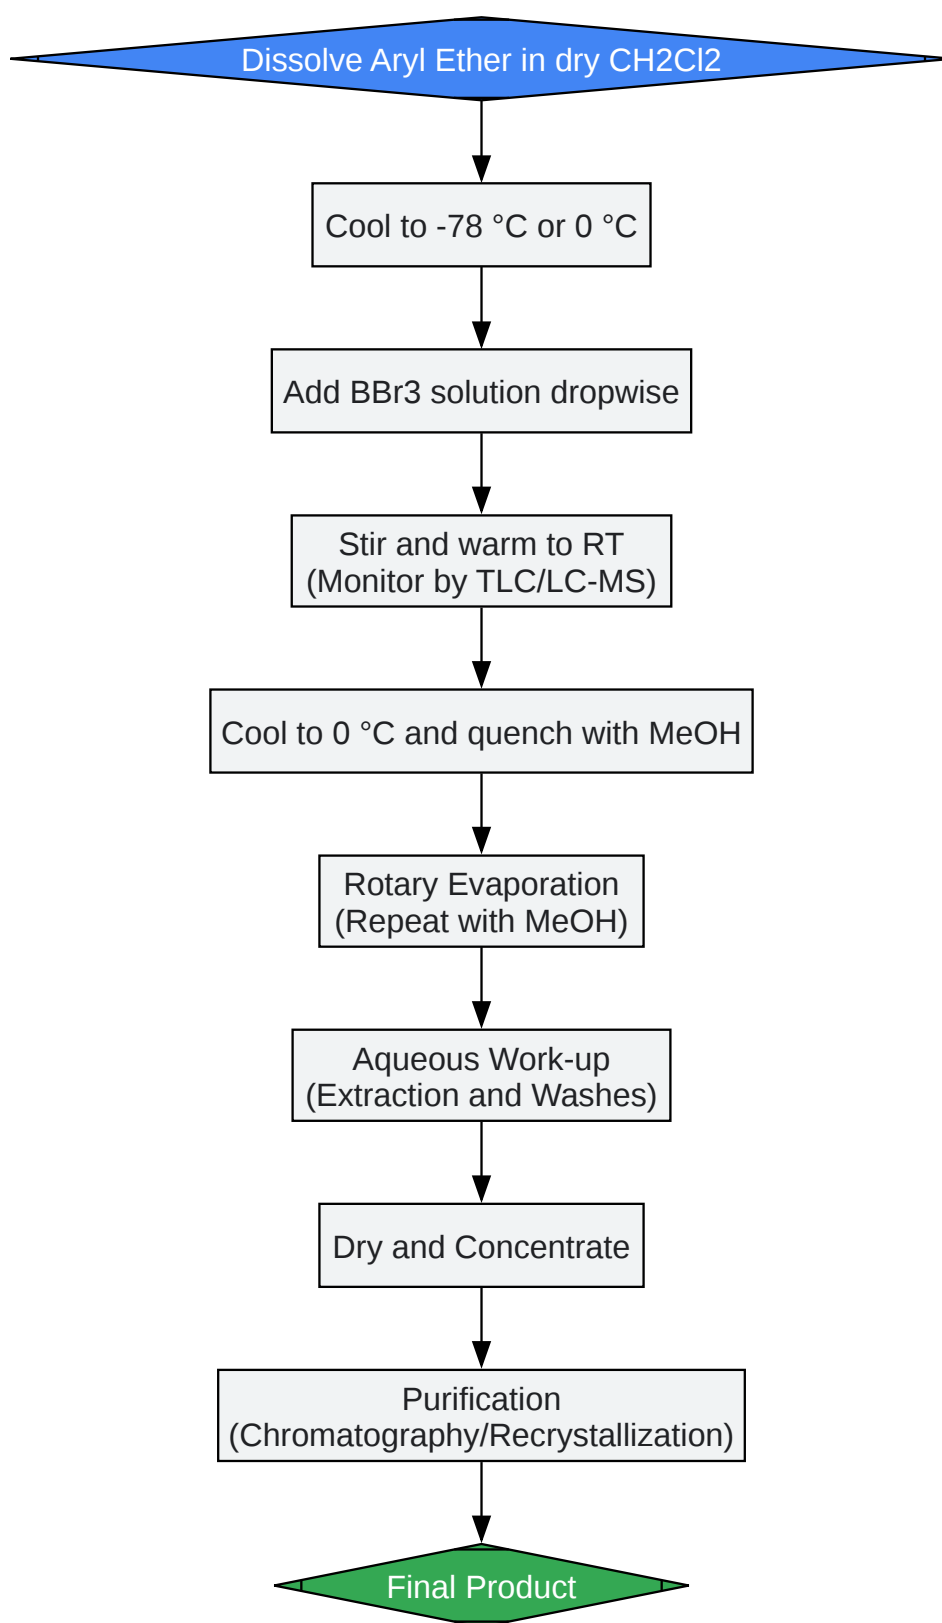 Dissolve Aryl Ether in dry CH2Cl2
Cool to -78 °C or 0 °C
Add BBr3 solution dropwise
Stir and warm to RT
(Monitor by TLC/LC-MS)
Cool to 0 °C and quench with MeOH
Rotary Evaporation
(Repeat with MeOH)
Aqueous Work-up
(Extraction and Washes)
Dry and Concentrate
Purification
(Chromatography/Recrystallization)
Final Product